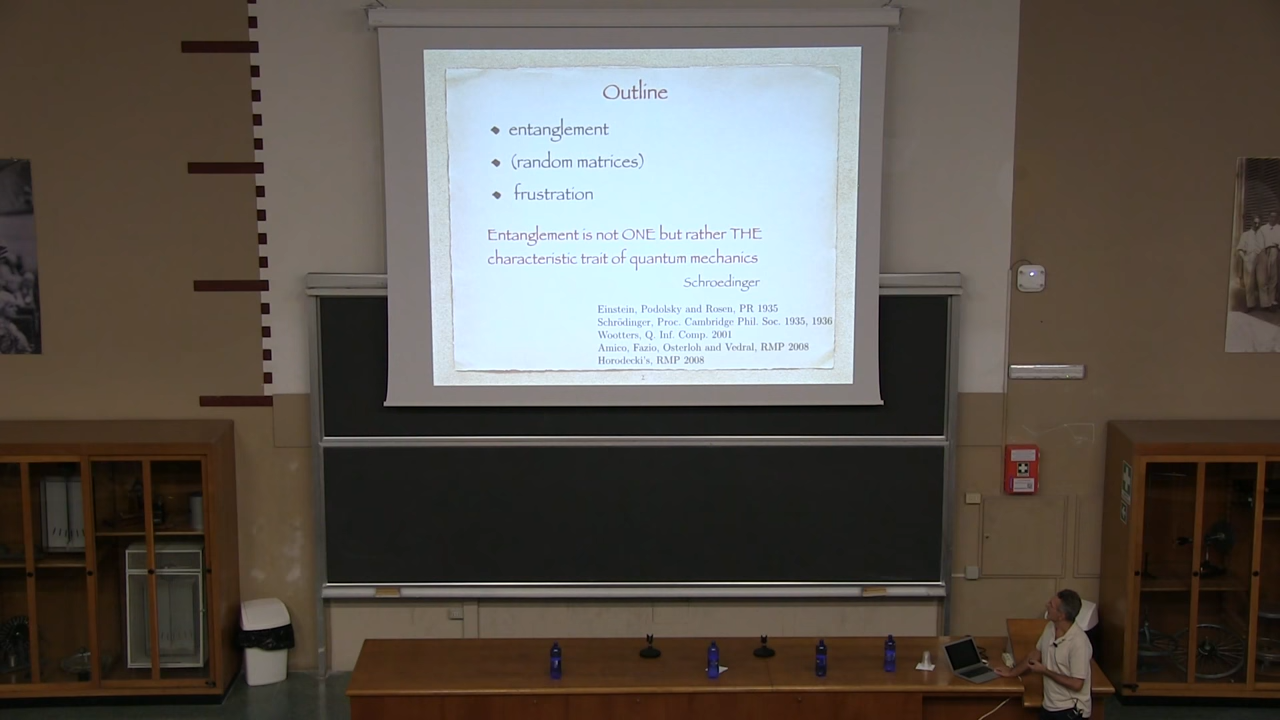 Outline
entanglement
(random matrices)
frustration
Entanglement is not ONE but rather THE
characteristic trait of quantum mechanics
Schroedinger
Einstein, Podolsky and Rosen, PR 1935
Schrödinger, Proc. Cambridge Phil. Soc. 1935, 1936
Wootters, Q. Inf. Comp. 2001
Amico, Fazio, Osterloh and Vedral, RMP 2008
Horodecki's, RMP 2008